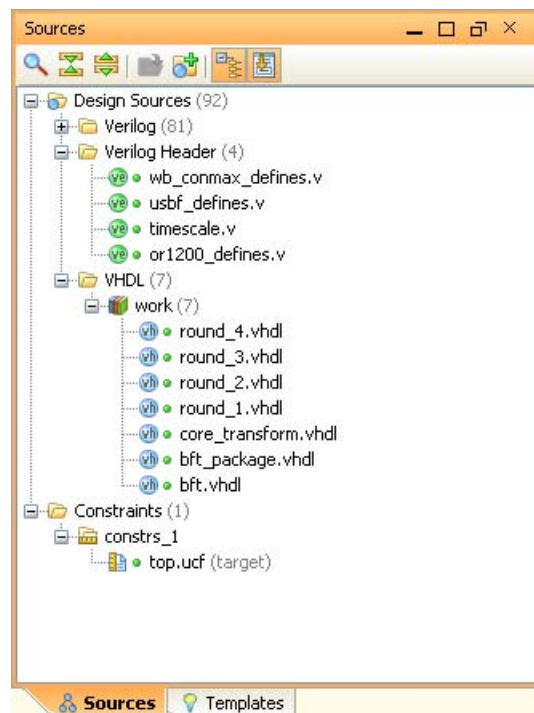 Sources
Design Sources (92)
Verilog (81)
Verilog Header (4)
wb_conmax_defines.v
usbf_defines.v
timescale.v
or1200_defines.v
VHDL (7)
work (7)
round_4.vhdl
round_3.vhdl
round_2.vhdl
round_1.vhdl
core_transform.vhdl
bft_package.vhdl
bft.vhdl
Constraints (1)
constrs_1
top.ucf (target)
Sources Templates